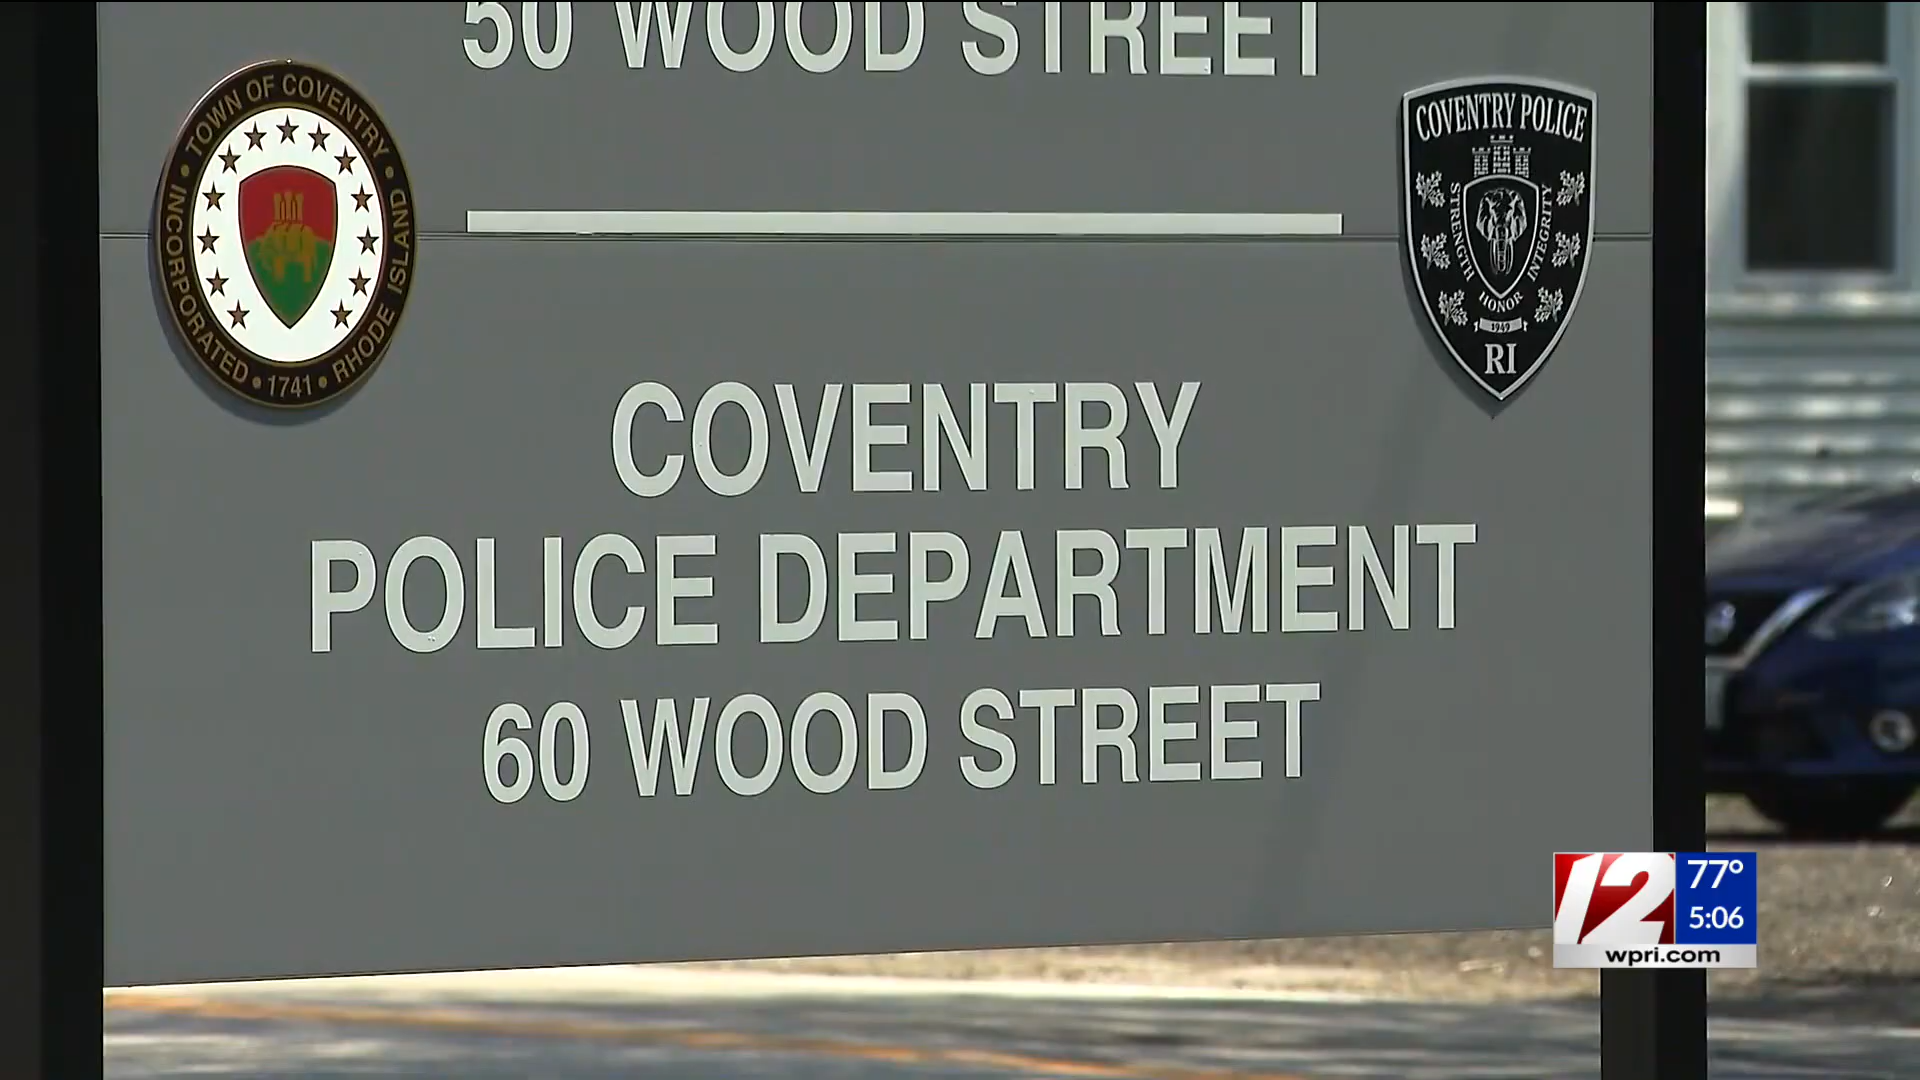 50 WOOD STREET
TOWN OF COVENTRY
RHODE ISLAND
INCORPORATED
1741
COVENTRY POLICE
STRENGTH
INTEGRITY
HONOR
1949
RI
COVENTRY
POLICE DEPARTMENT
60 WOOD STREET
12
77°
5:06
wpri.com